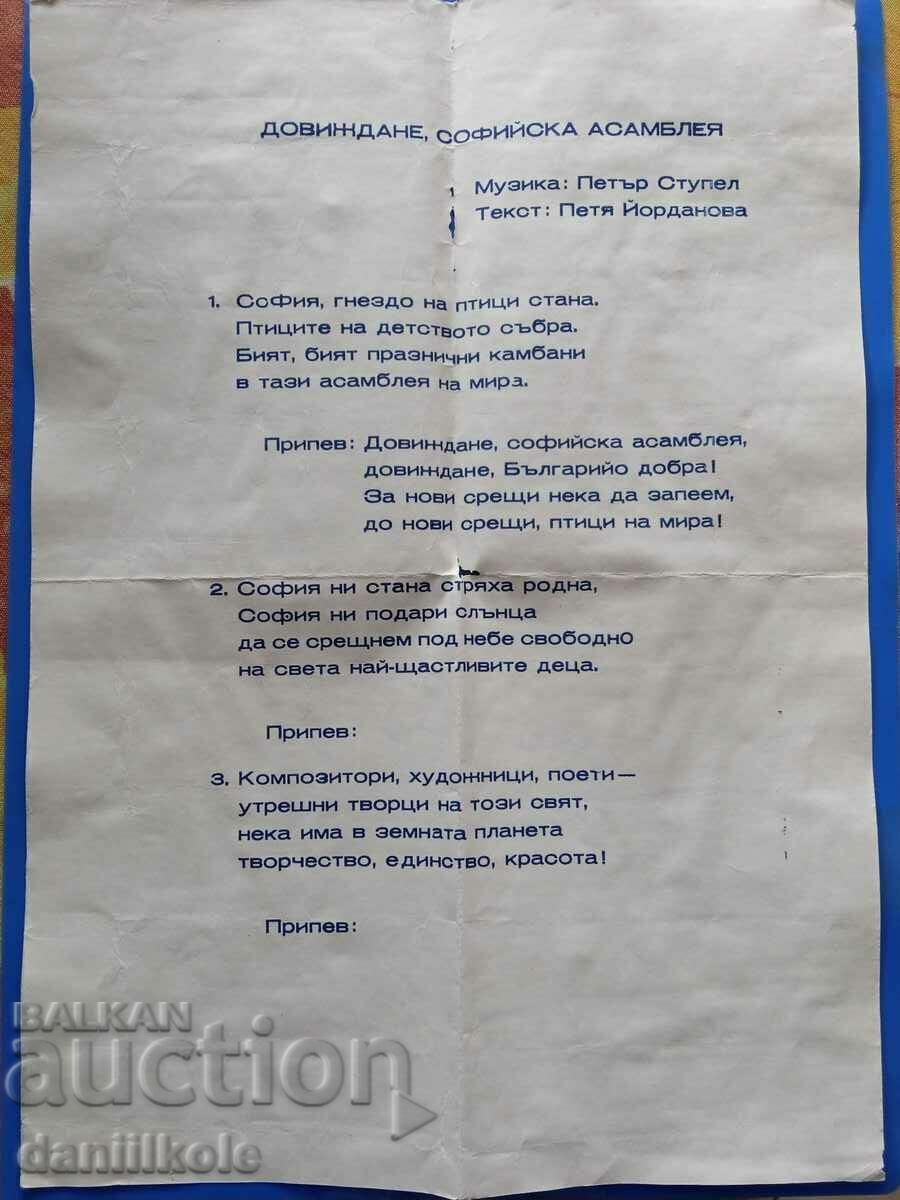 ДОВИЖДАНЕ, СОФИЙСКА АСАМБЛЕЯ
Музика: Петър Ступел
Текст: Петя Йорданова
1. София, гнездо на птици стана.
Птиците на детството събра.
Бият, бият празнични камбани
в тази асамблея на мира.
Припев: Довиждане, софийска асамблея,
довиждане, Българийо добра!
За нови срещи нека да запеем,
до нови срещи, птици на мира!
2. София ни стана стряха родна,
София ни подари слънца
да се срещнем под небе свободно
на света най-щастливите деца.
Припев:
3. Композитори, художници, поети—
утрешни творци на този свят,
нека има в земната планета
творчество, единство, красота!
Припев:
BALKAN
auction
daniilkole